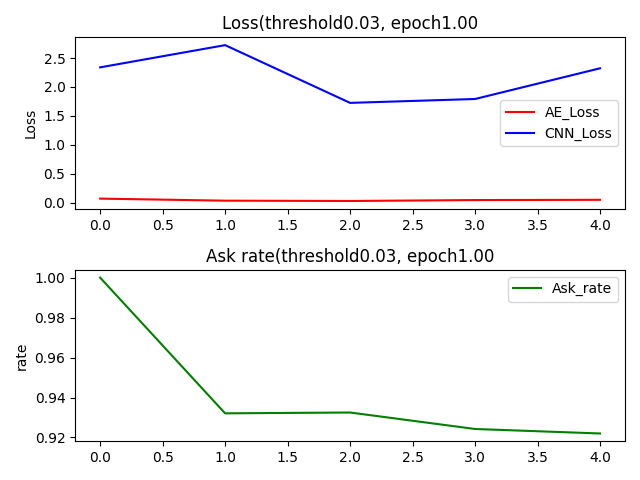 Loss(threshold0.03, epoch1.00
Loss
2.5
2.0
1.5
1.0
0.5
0.0
AE_Loss
CNN_Loss
0.0 0.5 1.0 1.5 2.0 2.5 3.0 3.5 4.0
Ask rate(threshold0.03, epoch1.00
rate
1.00
0.98
0.96
0.94
0.92
Ask_rate
0.0 0.5 1.0 1.5 2.0 2.5 3.0 3.5 4.0